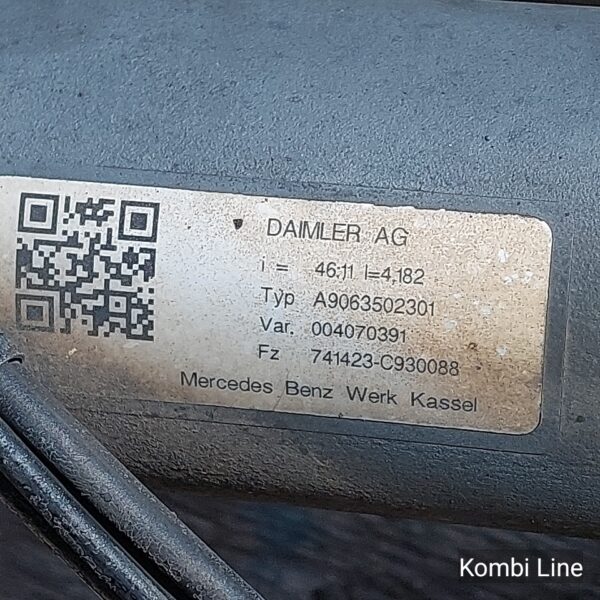 DAIMLER AG
i = 46:11 I=4,182
Typ A9063502301
Var. 004070391
Fz 741423-C930088
Mercedes Benz Werk Kassel
Kombi Line